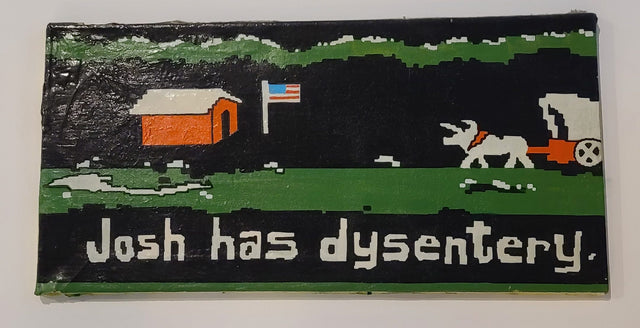 Josh has dysentery.